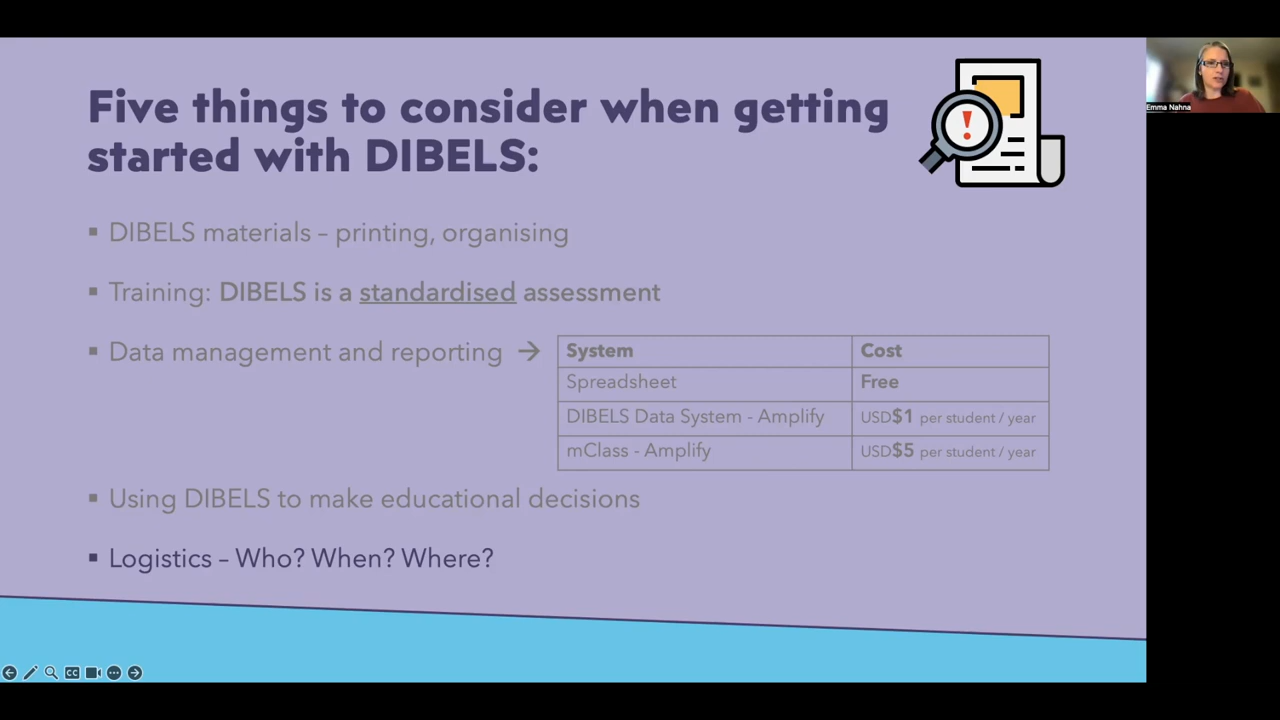 Five things to consider when getting
started with DIBELS:
Emma Nahna
▪ DIBELS materials – printing, organising
▪ Training: DIBELS is a standardised assessment
▪ Data management and reporting →
System Cost
Spreadsheet Free
DIBELS Data System - Amplify USD$1 per student / year
mClass - Amplify USD$5 per student / year
▪ Using DIBELS to make educational decisions
▪ Logistics – Who? When? Where?
CC